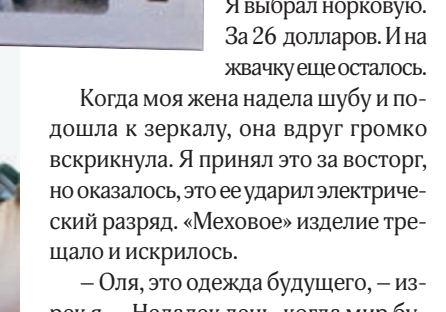 Я выбрал норковую.
За 26 долларов. И на
жвачку еще осталось.
Когда моя жена надела шубу и по-
дошла к зеркалу, она вдруг громко
вскрикнула. Я принял это за восторг,
но оказалось, это ее ударил электриче-
ский разряд. «Меховое» изделие тре-
щало и искрилось.
– Оля, это одежда будущего, – из-
рек я. – Недалек день, когда мир бу-